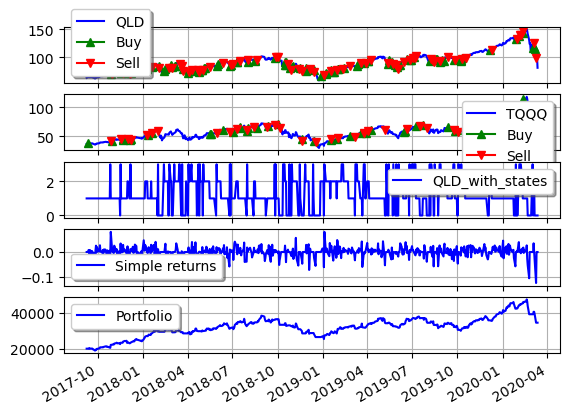 QLD
Buy
Sell
150
100
TQQQ
Buy
Sell
100
50
QLD_with_states
2
0
Simple returns
0.0
−0.1
Portfolio
40000
20000
2017-10
2018-01
2018-04
2018-07
2018-10
2019-01
2019-04
2019-07
2019-10
2020-01
2020-04